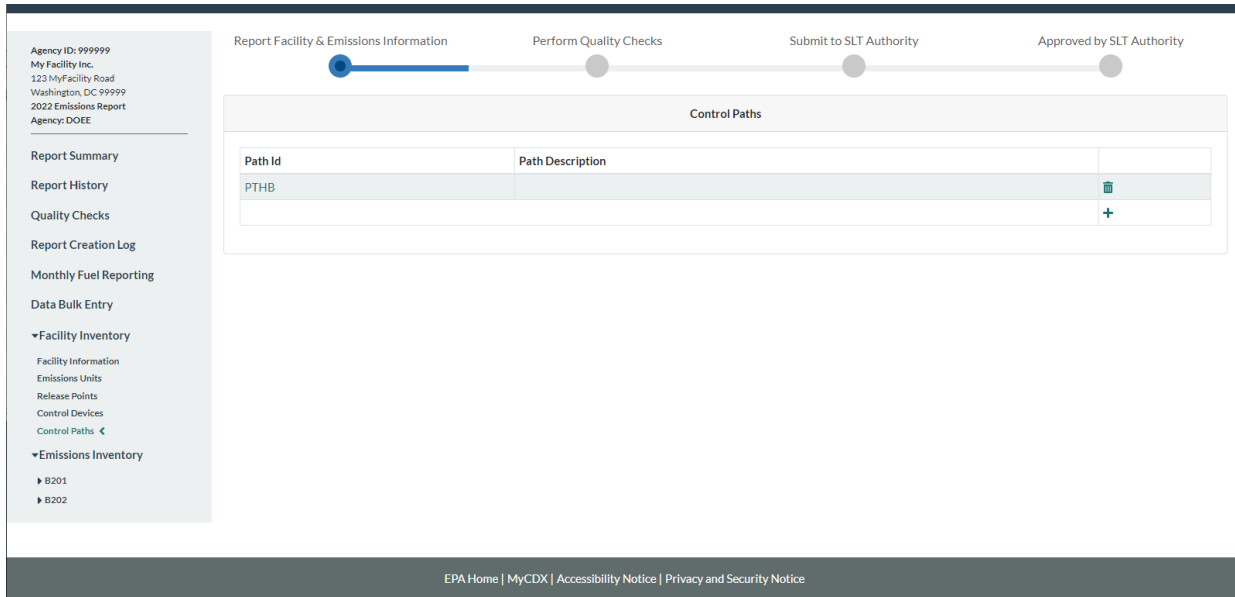 Agency ID: 999999
My Facility Inc.
123 MyFacility Road
Washington, DC 99999
2022 Emissions Report
Agency: DOEE
Report Summary
Report History
Quality Checks
Report Creation Log
Monthly Fuel Reporting
Data Bulk Entry
Facility Inventory
Facility Information
Emissions Units
Release Points
Control Devices
Control Paths
Emissions Inventory
B201
B202
Report Facility & Emissions Information Perform Quality Checks Submit to SLT Authority Approved by SLT Authority
Control Paths
Path Id Path Description
PTHB
EPA Home | MyCDX | Accessibility Notice | Privacy and Security Notice